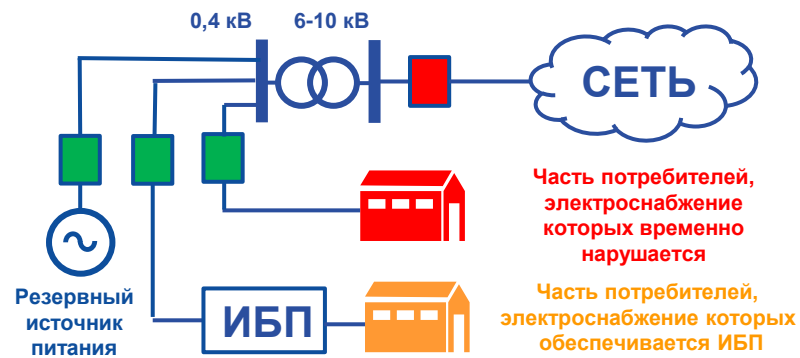 0,4 кВ
6-10 кВ
СЕТЬ
Часть потребителей,
электроснабжение
которых временно
нарушается
Резервный
источник
питания
ИБП
Часть потребителей,
электроснабжение которых
обеспечивается ИБП